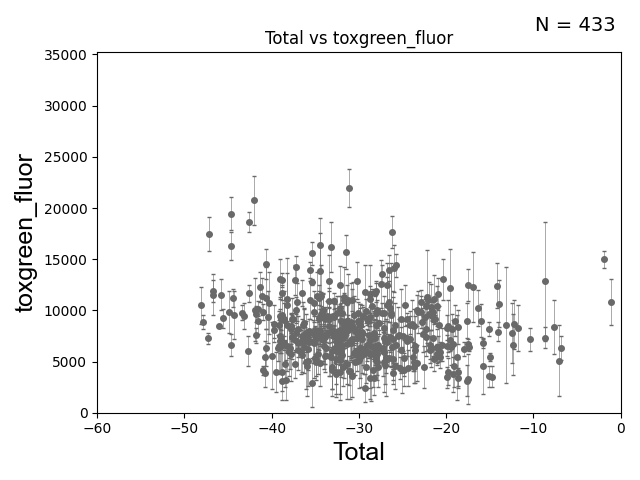 N = 433
Total vs toxgreen_fluor
35000
30000
25000
20000
15000
10000
5000
0
toxgreen_fluor
−60 −50 −40 −30 −20 −10 0
Total